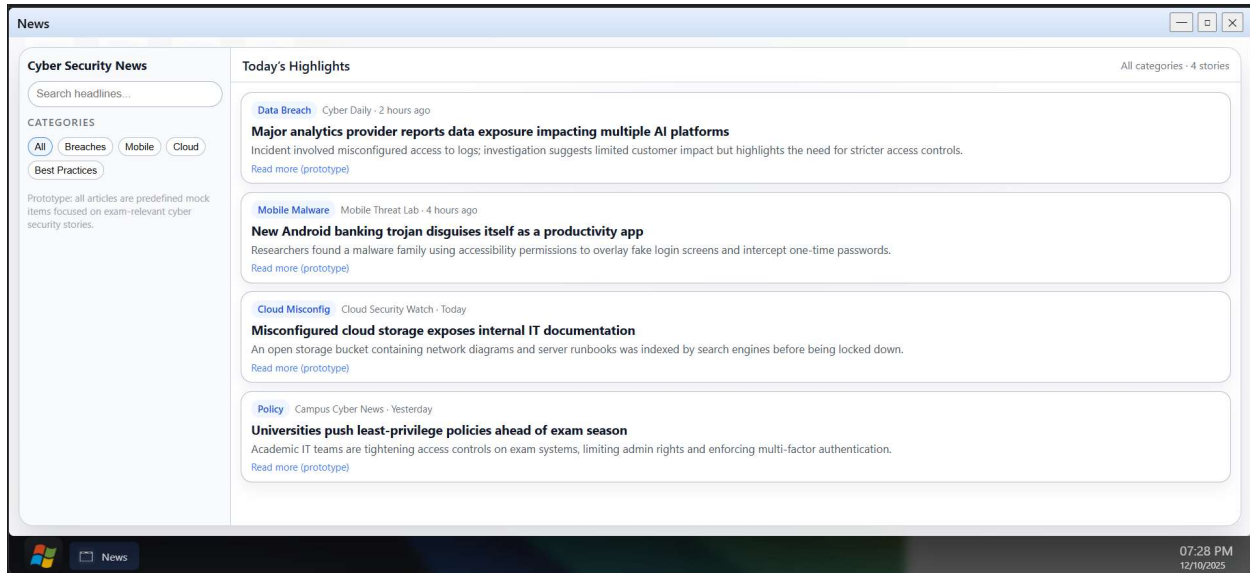 News
Cyber Security News
Search headlines...
CATEGORIES
All Breaches Mobile Cloud
Best Practices
Prototype: all articles are predefined mock
items focused on exam-relevant cyber
security stories.
Today's Highlights
All categories · 4 stories
Data Breach Cyber Daily · 2 hours ago
Major analytics provider reports data exposure impacting multiple AI platforms
Incident involved misconfigured access to logs; investigation suggests limited customer impact but highlights the need for stricter access controls.
Read more (prototype)
Mobile Malware Mobile Threat Lab · 4 hours ago
New Android banking trojan disguises itself as a productivity app
Researchers found a malware family using accessibility permissions to overlay fake login screens and intercept one-time passwords.
Read more (prototype)
Cloud Misconfig Cloud Security Watch · Today
Misconfigured cloud storage exposes internal IT documentation
An open storage bucket containing network diagrams and server runbooks was indexed by search engines before being locked down.
Read more (prototype)
Policy Campus Cyber News · Yesterday
Universities push least-privilege policies ahead of exam season
Academic IT teams are tightening access controls on exam systems, limiting admin rights and enforcing multi-factor authentication.
Read more (prototype)
News
07:28 PM
12/10/2025